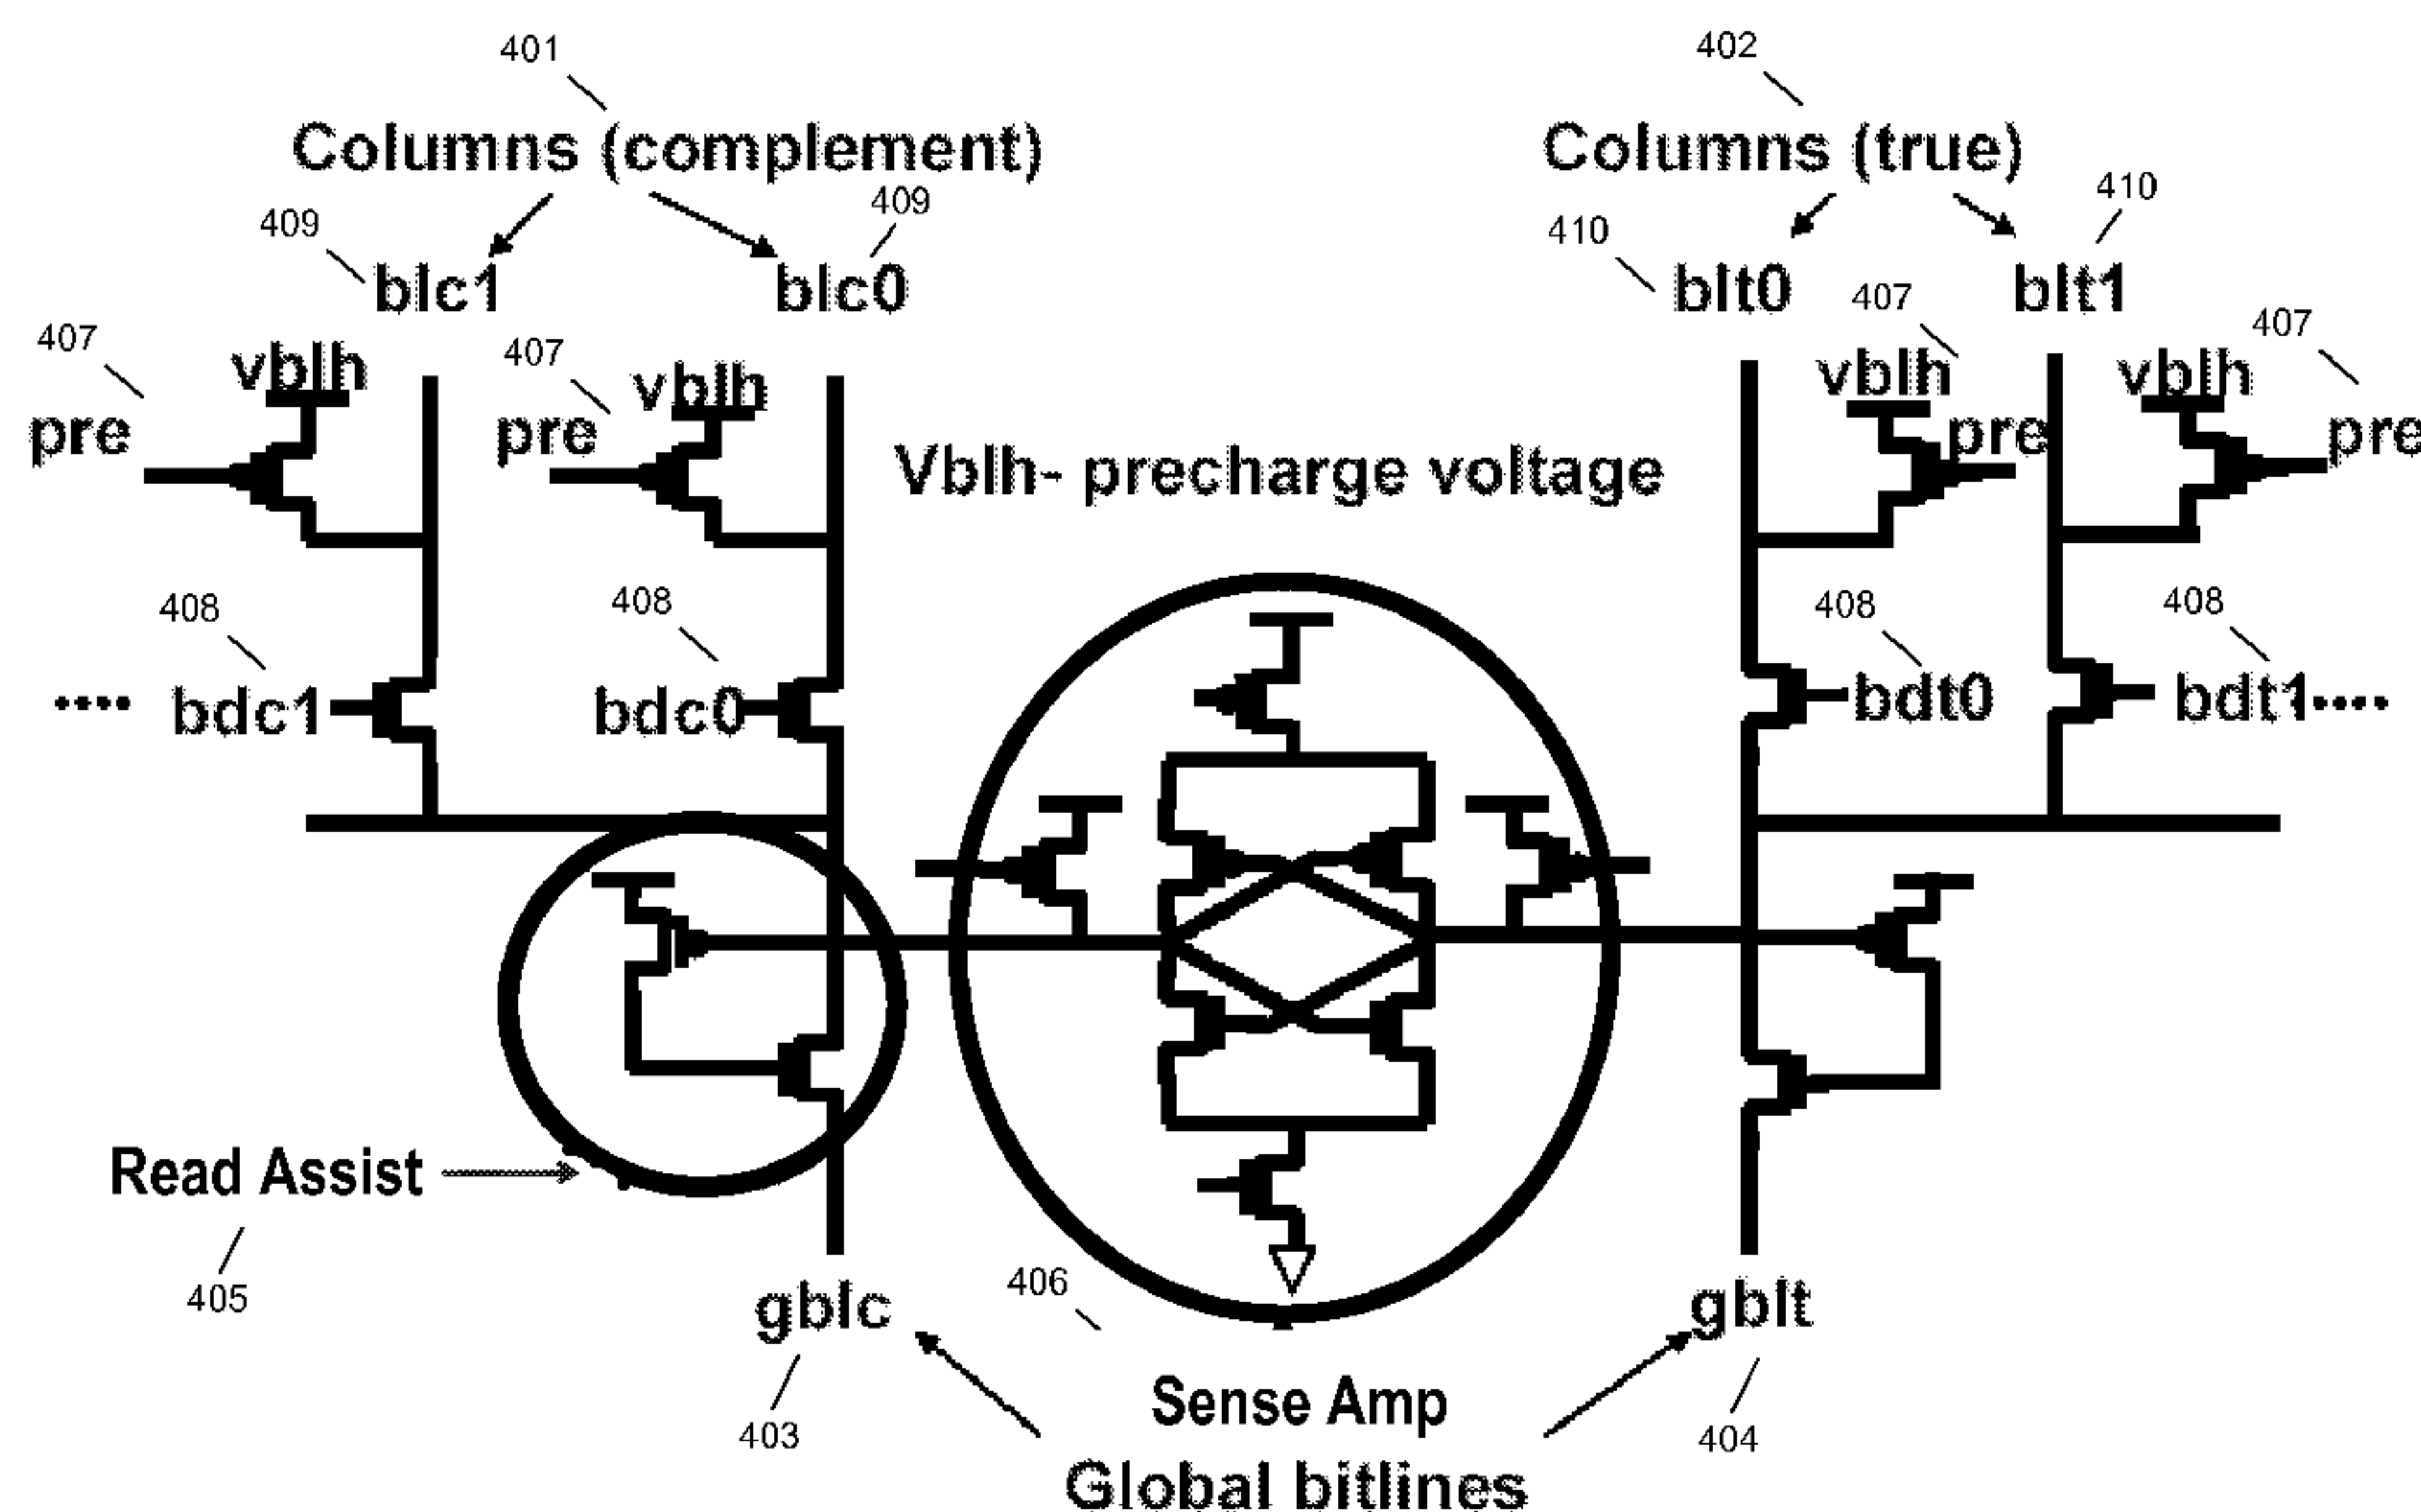 401
402
Columns (complement)
Columns (true)
409
409
410
410
blc1
blc0
blt0
blt1
407
407
407
407
vblh
vblh
vblh
vblh
pre
pre
pre
pre
Vblh- precharge voltage
408
408
408
408
.... bdc1
bdc0
bdt0
bdt1....
Read Assist
405
406
gblc
gblt
403
404
Sense Amp
Global bitlines